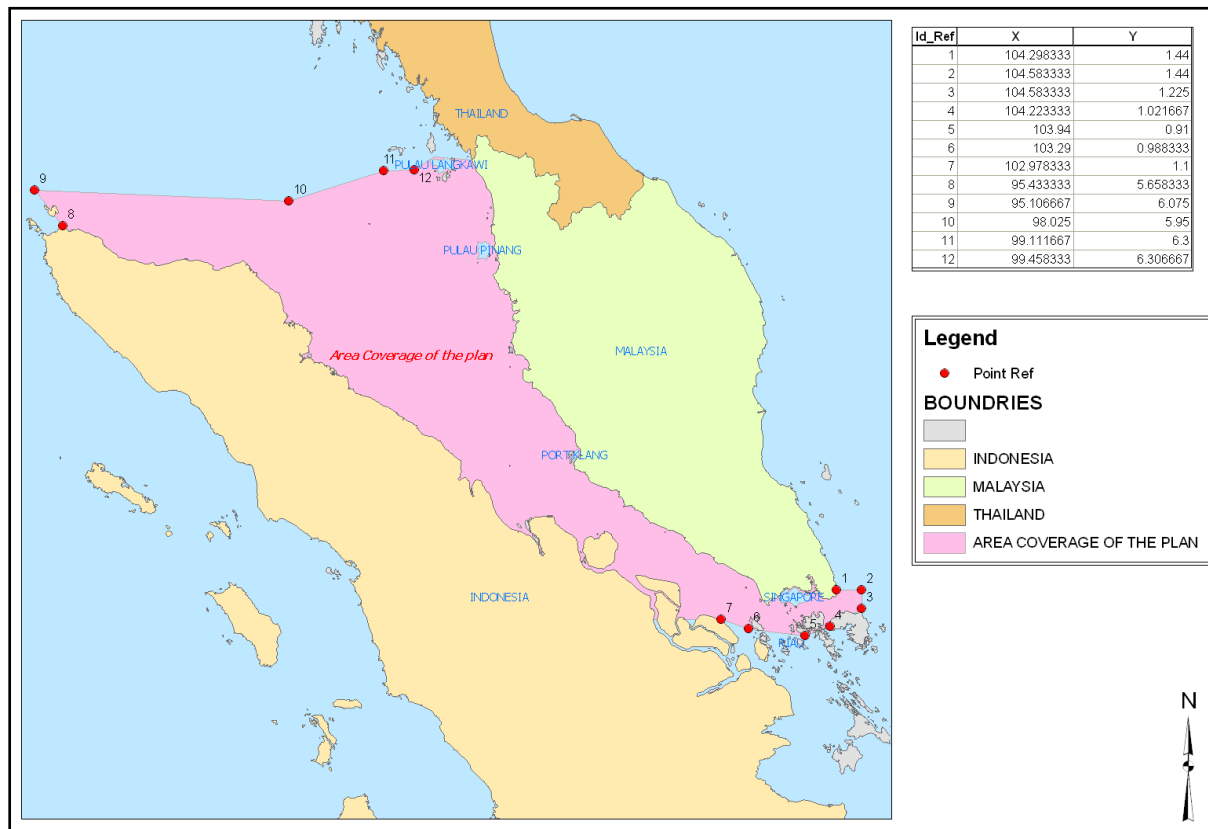 THAILAND
11
PULAU LANGKAWI
12
9
10
8
PULAU PINANG
Area Coverage of the plan
MALAYSIA
PORT KLANG
INDONESIA
SINGAPORE
1
2
3
7
6
5
4
RIAU
Id_Ref X Y
1 104.298333 1.44
2 104.583333 1.44
3 104.583333 1.225
4 104.223333 1.021667
5 103.94 0.91
6 103.29 0.988333
7 102.978333 1.1
8 95.433333 5.658333
9 95.106667 6.075
10 98.025 5.95
11 99.111667 6.3
12 99.458333 6.306667
Legend
Point Ref
BOUNDRIES
INDONESIA
MALAYSIA
THAILAND
AREA COVERAGE OF THE PLAN
N